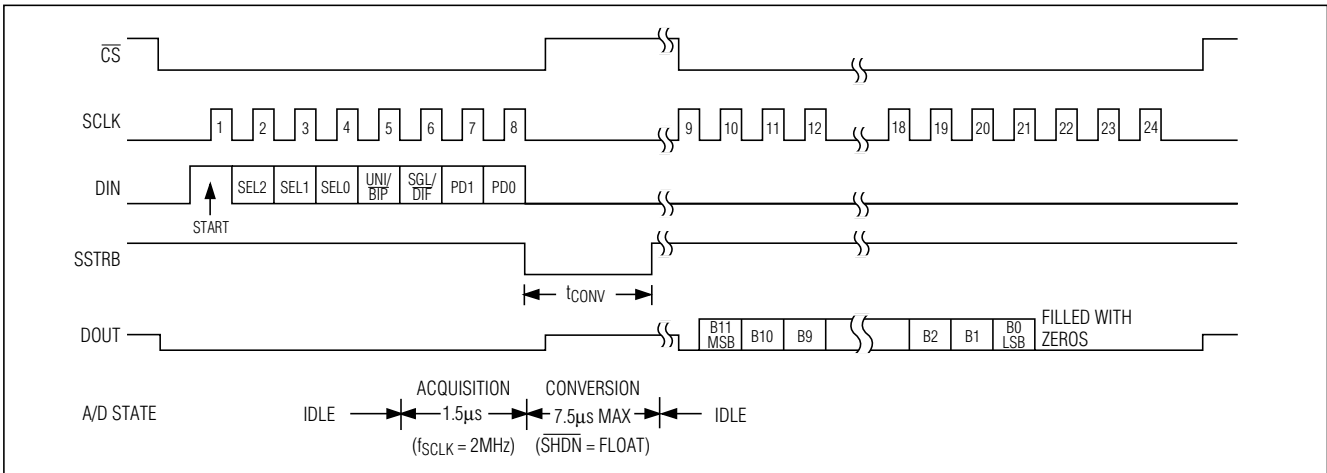 CS
SCLK 1 2 3 4 5 6 7 8 9 10 11 12 18 19 20 21 22 23 24
DIN SEL2 SEL1 SEL0 UNI/ BIP SGL/ DIF PD1 PD0
START
SSTRB
tCONV
DOUT B11 MSB B10 B9 B2 B1 B0 LSB FILLED WITH ZEROS
ACQUISITION CONVERSION
A/D STATE IDLE 1.5µs 7.5µs MAX IDLE
(fSCLK = 2MHz) (SHDN = FLOAT)